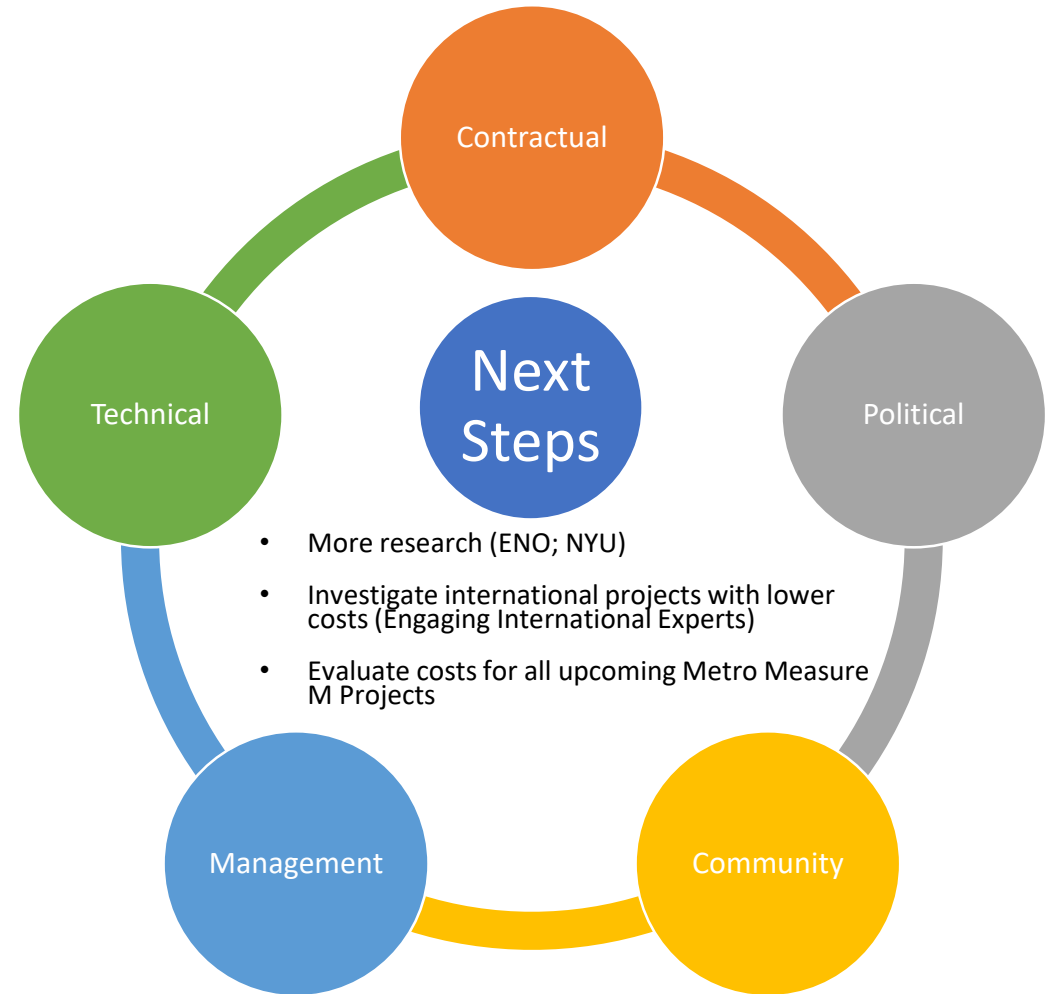 Contractual
Technical
Next
Steps
Political
• More research (ENO; NYU)
• Investigate international projects with lower
costs (Engaging International Experts)
• Evaluate costs for all upcoming Metro Measure
M Projects
Management
Community